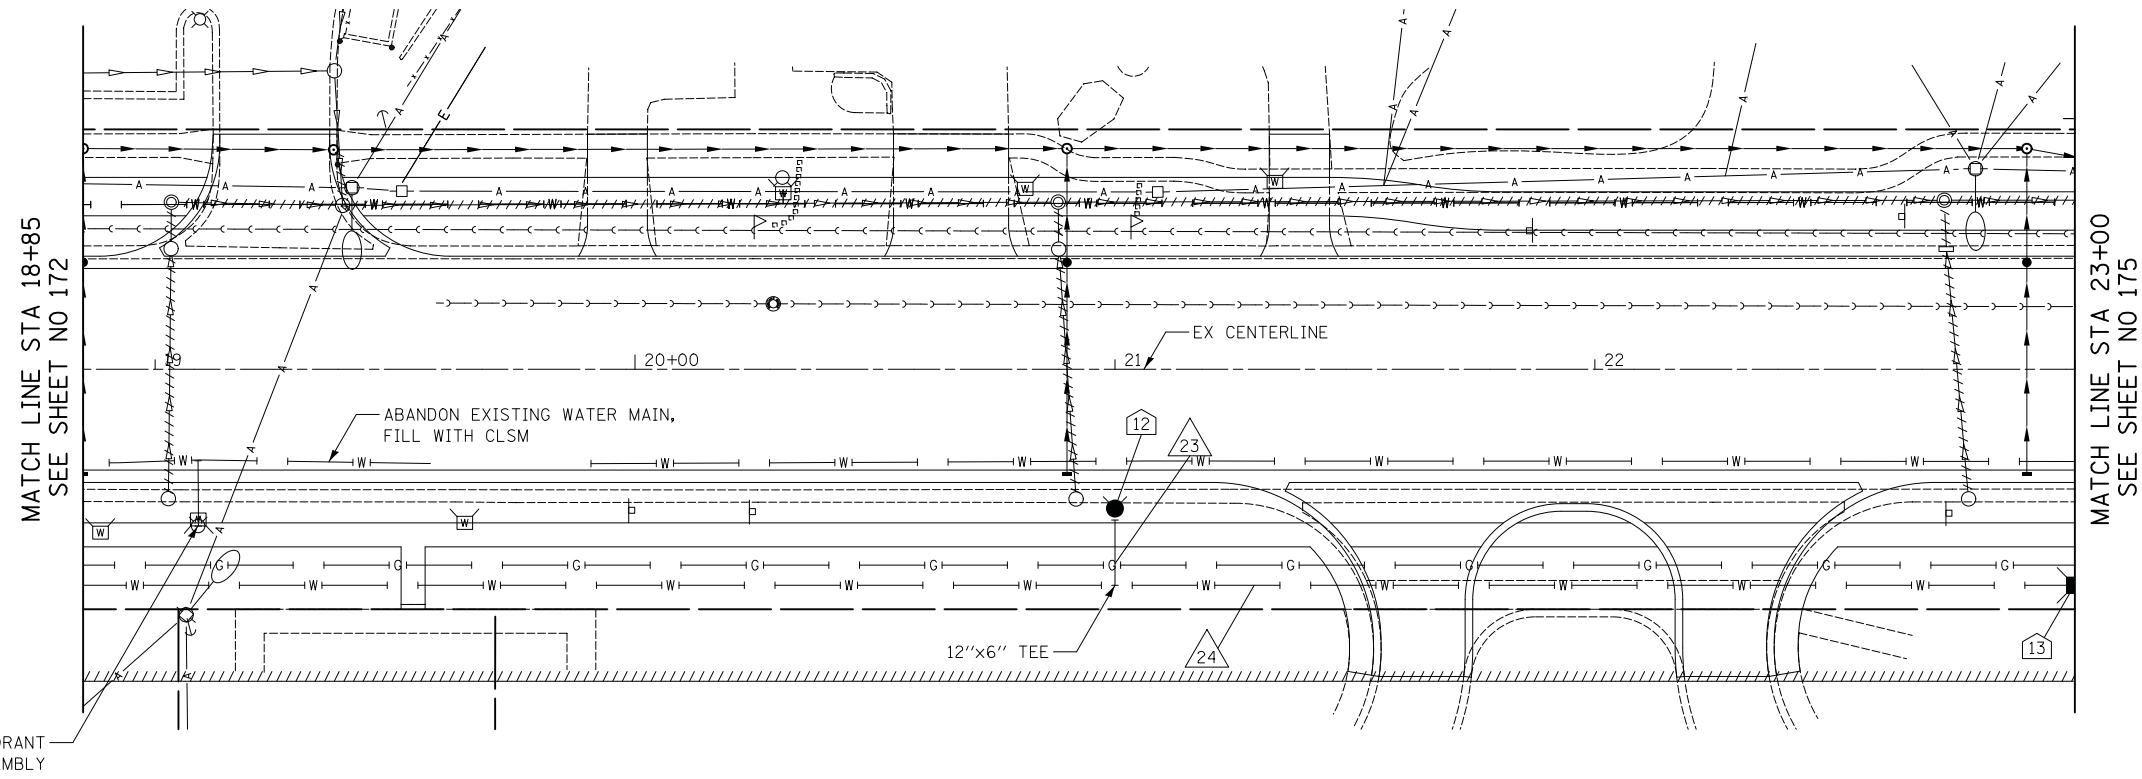 MATCH LINE STA 18+85
SEE SHEET NO 172
MATCH LINE STA 23+00
SEE SHEET NO 175
EX CENTERLINE
19
20+00
21
22
ABANDON EXISTING WATER MAIN,
FILL WITH CLSM
12
23
12"x6" TEE
24
13
DRANT
MBLY
A
E
W
G